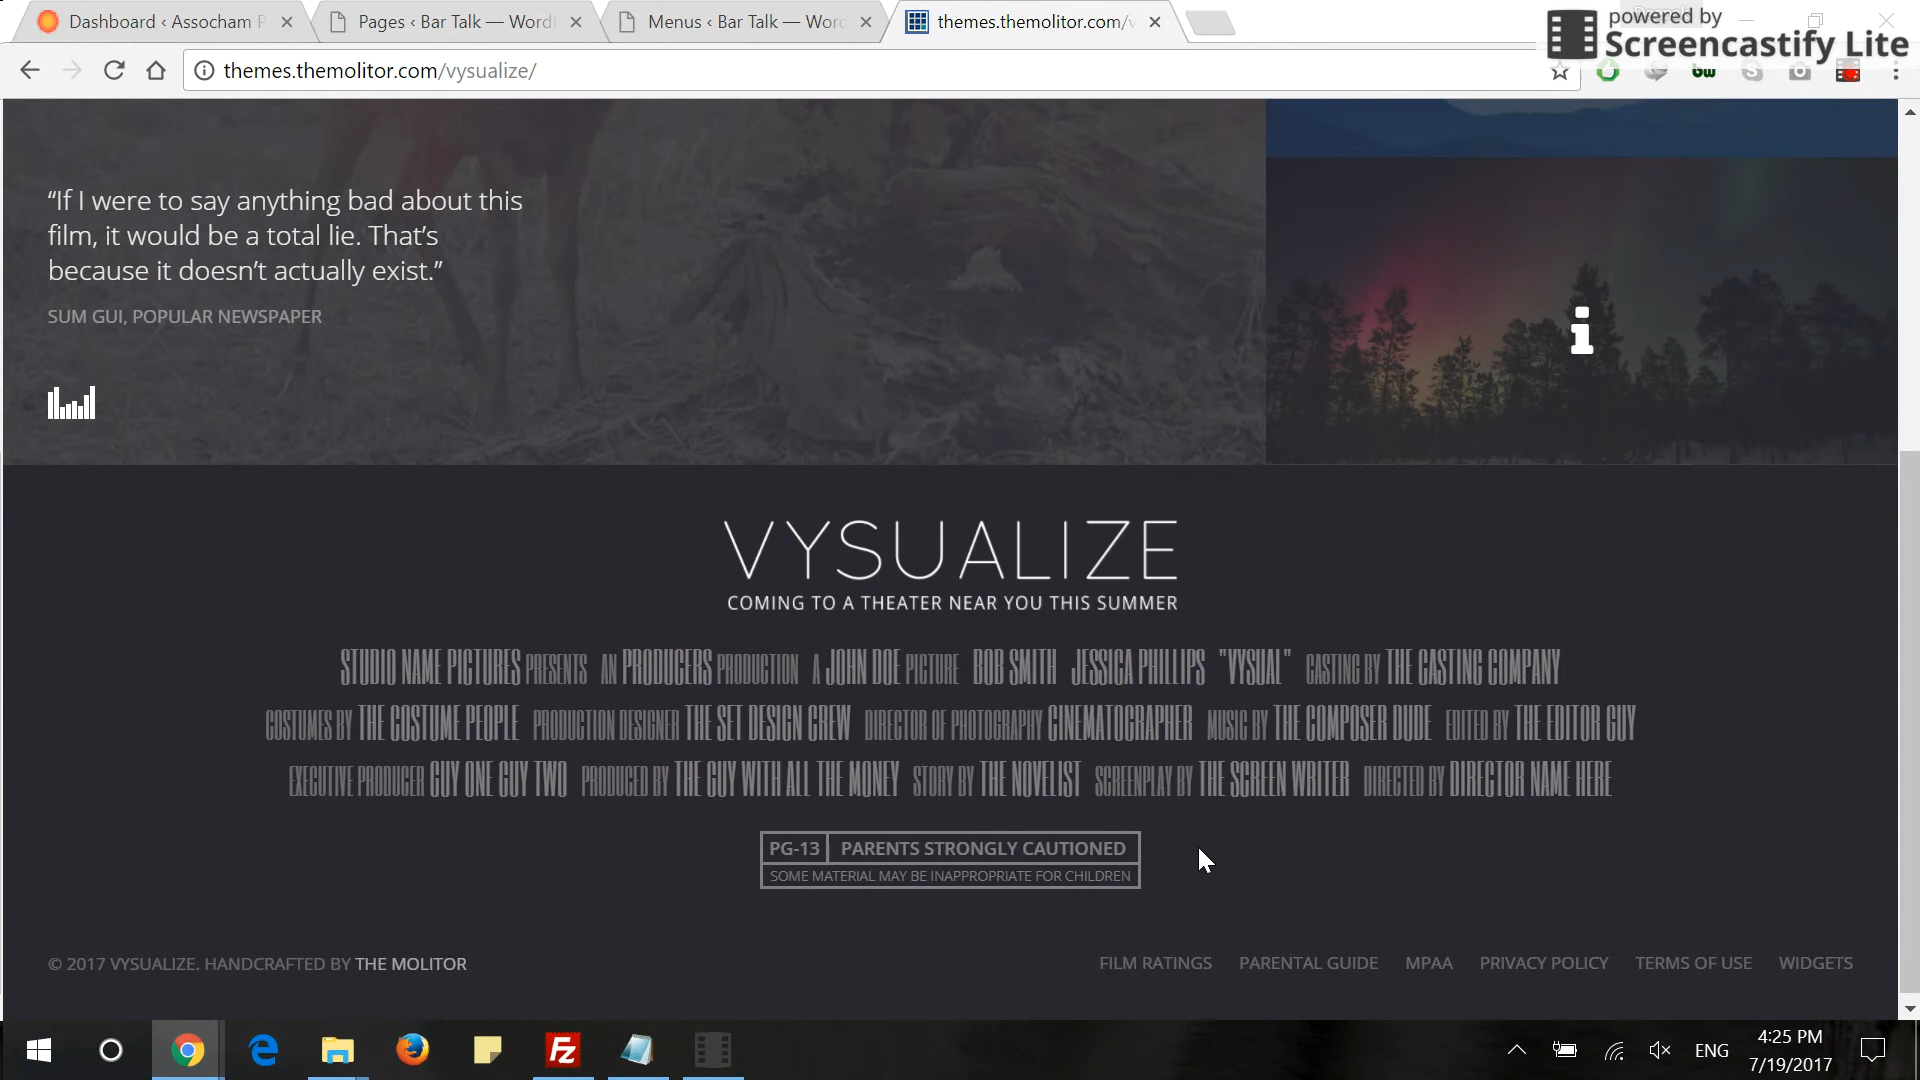 Dashboard ‹ Assocham P
Pages ‹ Bar Talk — Word
Menus ‹ Bar Talk — Word
themes.themolitor.com/v
powered by
Screencastify Lite
themes.themolitor.com/vysualize/
“If I were to say anything bad about this
film, it would be a total lie. That’s
because it doesn’t actually exist.”
SUM GUI, POPULAR NEWSPAPER
VYSUALIZE
COMING TO A THEATER NEAR YOU THIS SUMMER
STUDIO NAME PICTURES PRESENTS AN PRODUCERS PRODUCTION A JOHN DOE PICTURE BOB SMITH JESSICA PHILLIPS "VYSUAL" CASTING BY THE CASTING COMPANY
COSTUMES BY THE COSTUME PEOPLE PRODUCTION DESIGNER THE SET DESIGN CREW DIRECTOR OF PHOTOGRAPHY CINEMATOGRAPHER MUSIC BY THE COMPOSER DUDE EDITED BY THE EDITOR GUY
EXECUTIVE PRODUCER GUY ONE GUY TWO PRODUCED BY THE GUY WITH ALL THE MONEY STORY BY THE NOVELIST SCREENPLAY BY THE SCREEN WRITER DIRECTED BY DIRECTOR NAME HERE
PG-13 PARENTS STRONGLY CAUTIONED
SOME MATERIAL MAY BE INAPPROPRIATE FOR CHILDREN
© 2017 VYSUALIZE. HANDCRAFTED BY THE MOLITOR
FILM RATINGS PARENTAL GUIDE MPAA PRIVACY POLICY TERMS OF USE WIDGETS
ENG
4:25 PM
7/19/2017